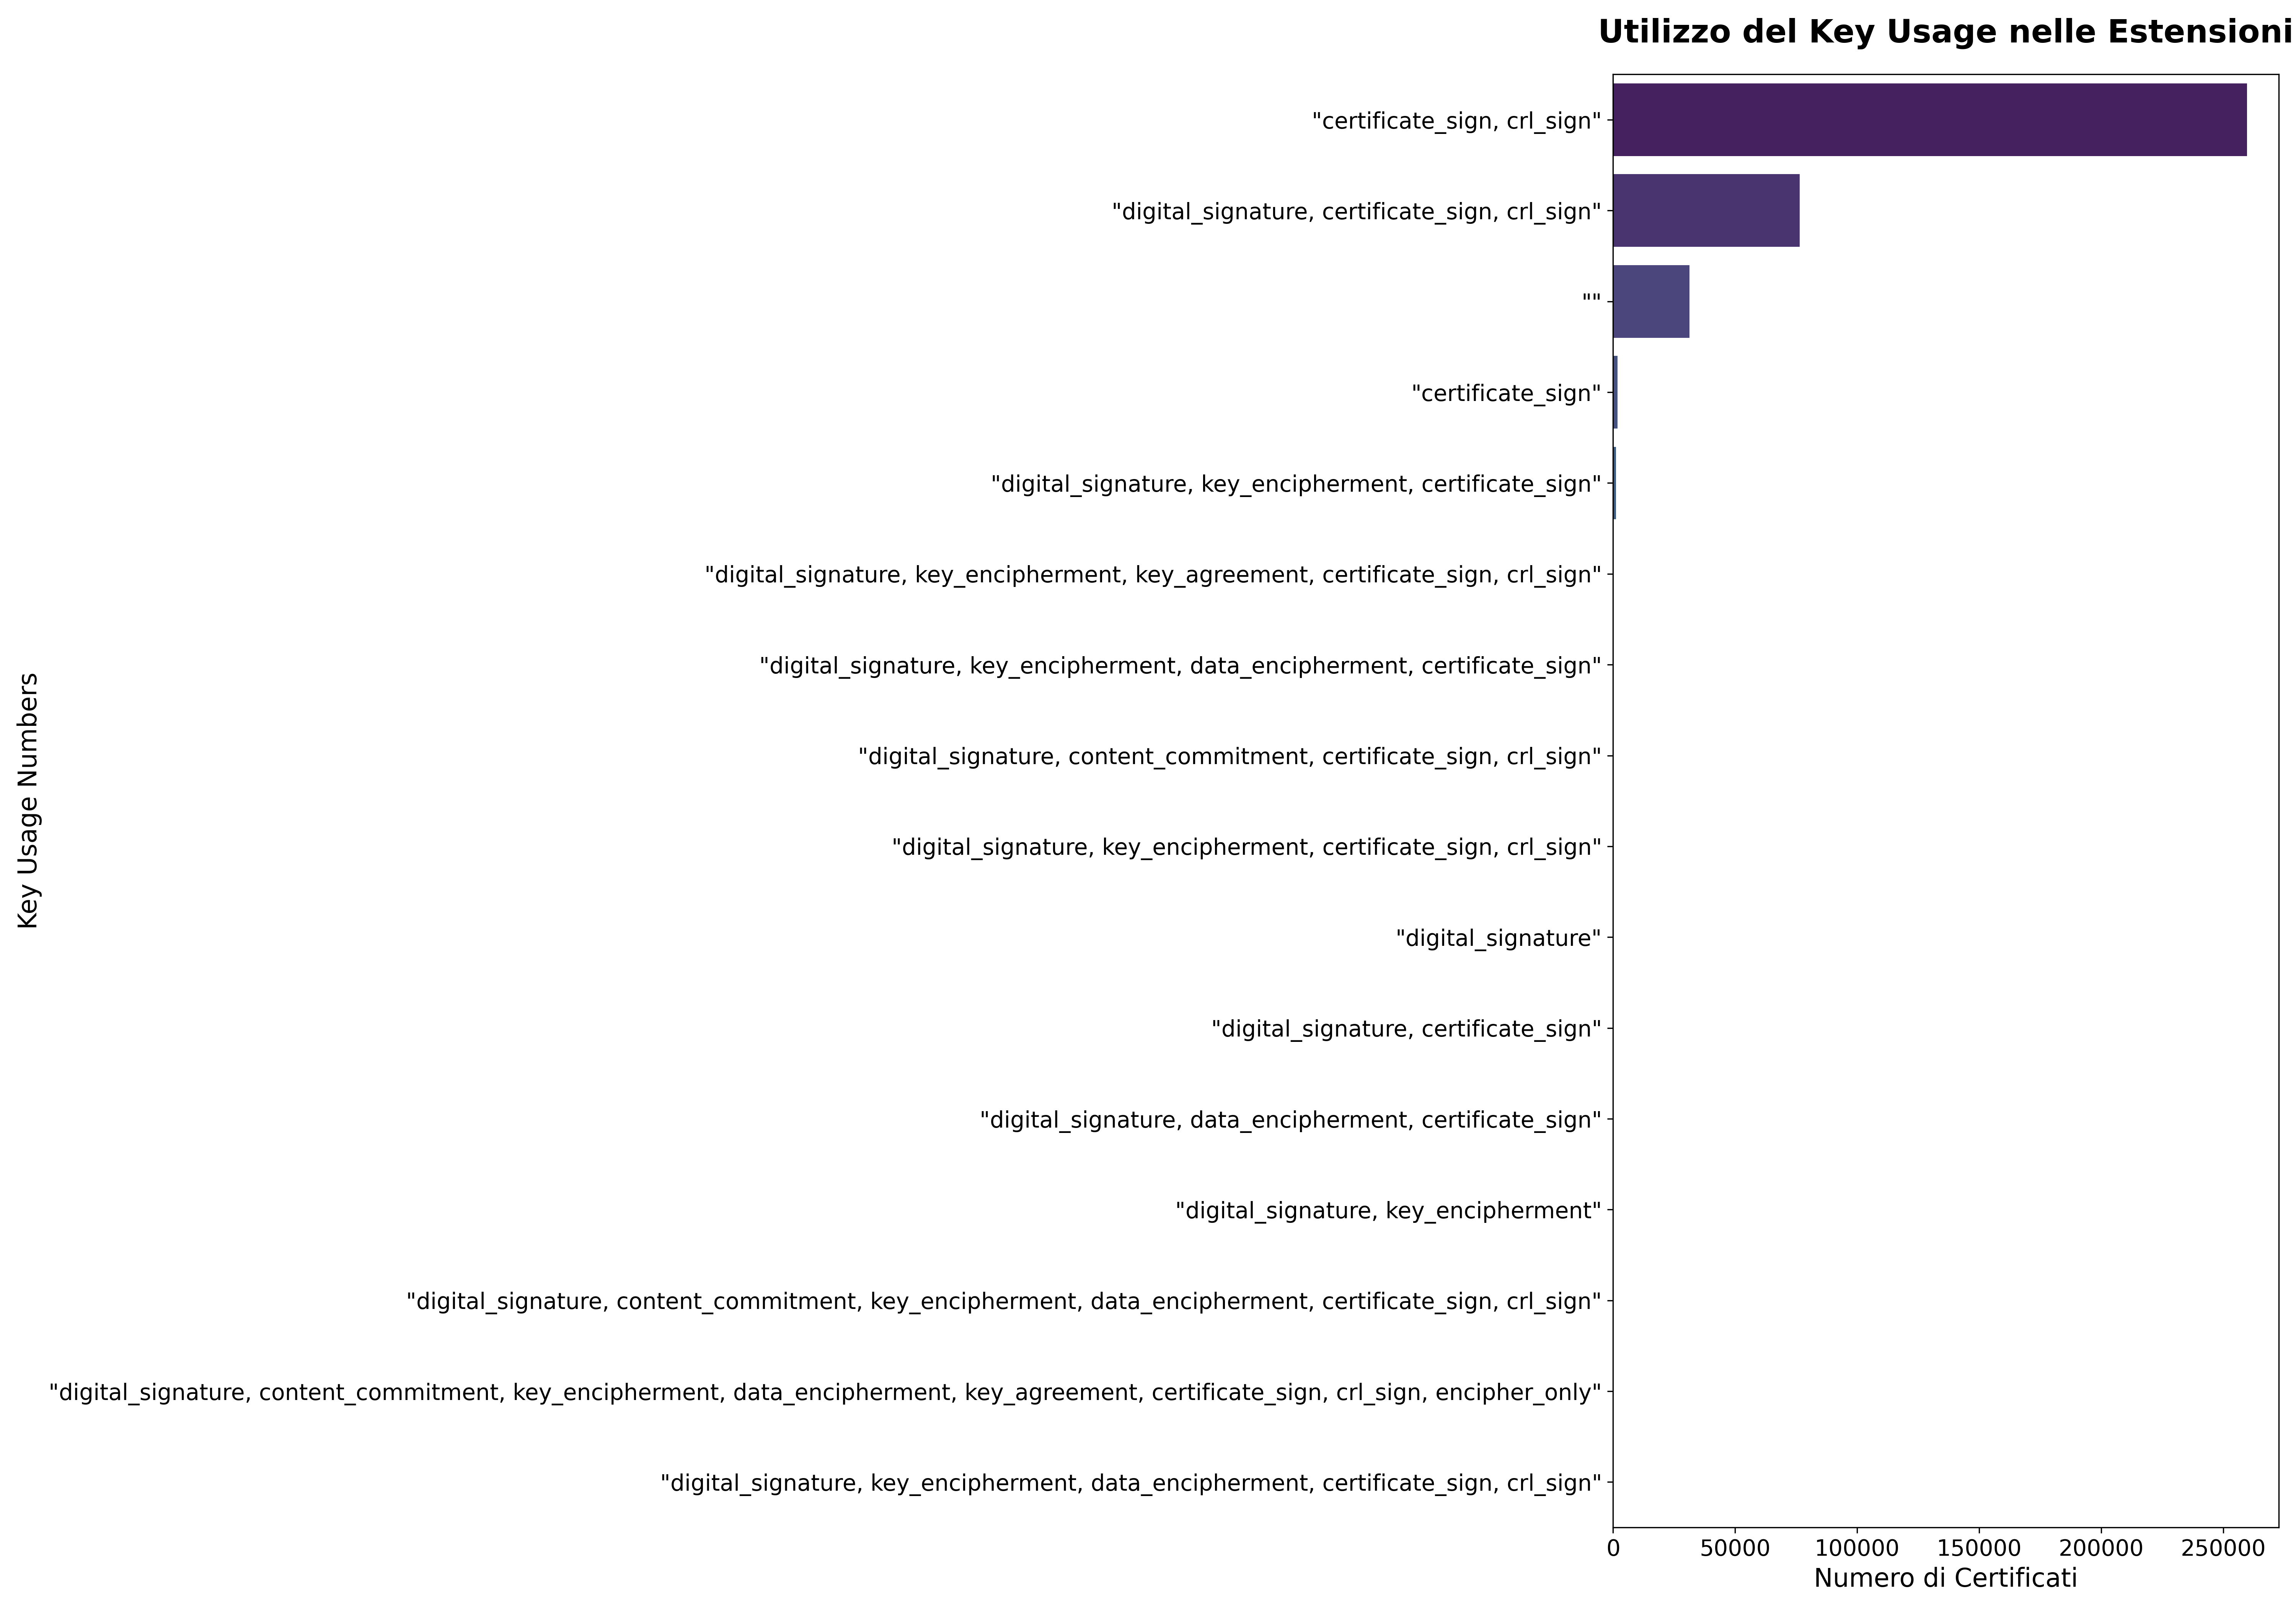 Utilizzo del Key Usage nelle Estensioni
"certificate_sign, crl_sign"
"digital_signature, certificate_sign, crl_sign"
""
"certificate_sign"
"digital_signature, key_encipherment, certificate_sign"
"digital_signature, key_encipherment, key_agreement, certificate_sign, crl_sign"
"digital_signature, key_encipherment, data_encipherment, certificate_sign"
"digital_signature, content_commitment, certificate_sign, crl_sign"
"digital_signature, key_encipherment, certificate_sign, crl_sign"
"digital_signature"
"digital_signature, certificate_sign"
"digital_signature, data_encipherment, certificate_sign"
"digital_signature, key_encipherment"
"digital_signature, content_commitment, key_encipherment, data_encipherment, certificate_sign, crl_sign"
"digital_signature, content_commitment, key_encipherment, data_encipherment, key_agreement, certificate_sign, crl_sign, encipher_only"
"digital_signature, key_encipherment, data_encipherment, certificate_sign, crl_sign"
Key Usage Numbers
0 50000 100000 150000 200000 250000
Numero di Certificati